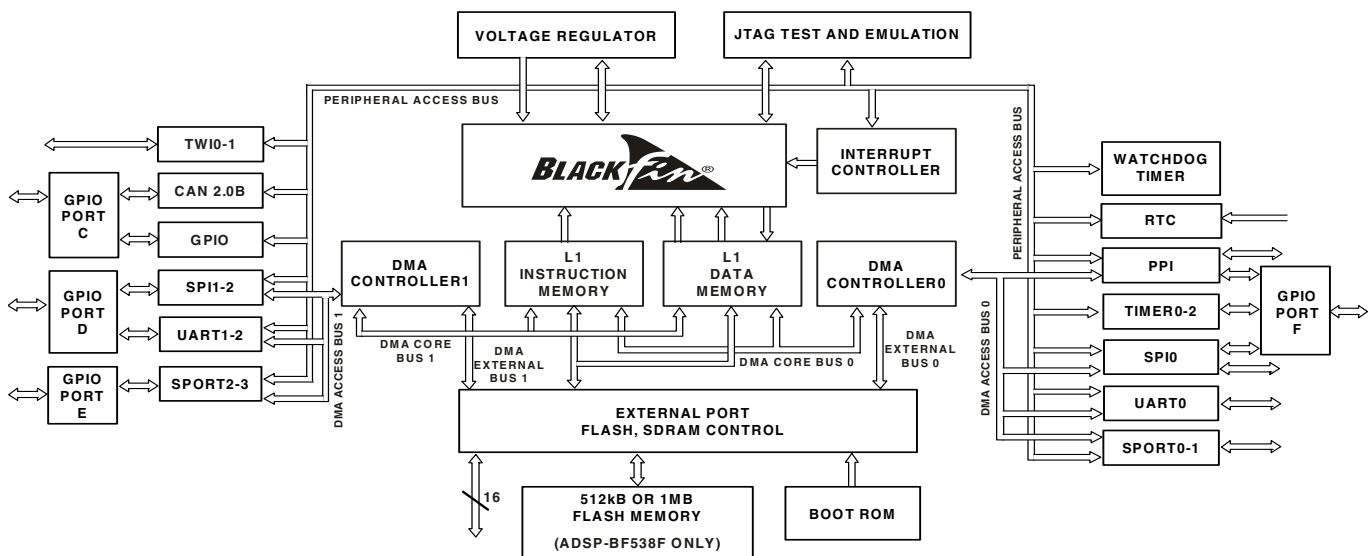 VOLTAGE REGULATOR
JTAG TEST AND EMULATION
PERIPHERAL ACCESS BUS
TWI0-1
CAN 2.0B
GPIO
GPIO
PORT
C
SPI1-2
UART1-2
GPIO
PORT
D
SPORT2-3
GPIO
PORT
E
DMA ACCESS BUS 1
BLACKfin®
INTERRUPT
CONTROLLER
DMA
CONTROLLER1
L1
INSTRUCTION
MEMORY
L1
DATA
MEMORY
DMA
CONTROLLER0
DMA CORE
BUS 1
DMA
EXTERNAL
BUS 1
DMA CORE BUS 0
DMA
EXTERNAL
BUS 0
EXTERNAL PORT
FLASH, SDRAM CONTROL
16
512kB OR 1MB
FLASH MEMORY
(ADSP-BF538F ONLY)
BOOT ROM
PERIPHERAL ACCESS BUS
DMA ACCESS BUS 0
WATCHDOG
TIMER
RTC
PPI
TIMER0-2
SPI0
UART0
SPORT0-1
GPIO
PORT
F